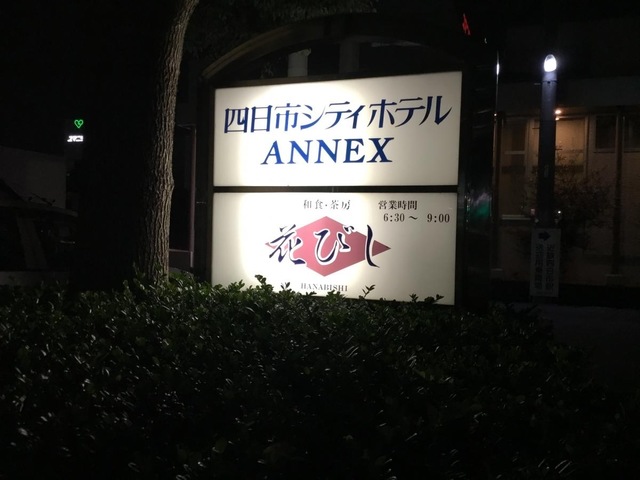 四日市シティホテル
ANNEX
和食・茶房 営業時間
6:30〜 9:00
花びし
HANABISHI